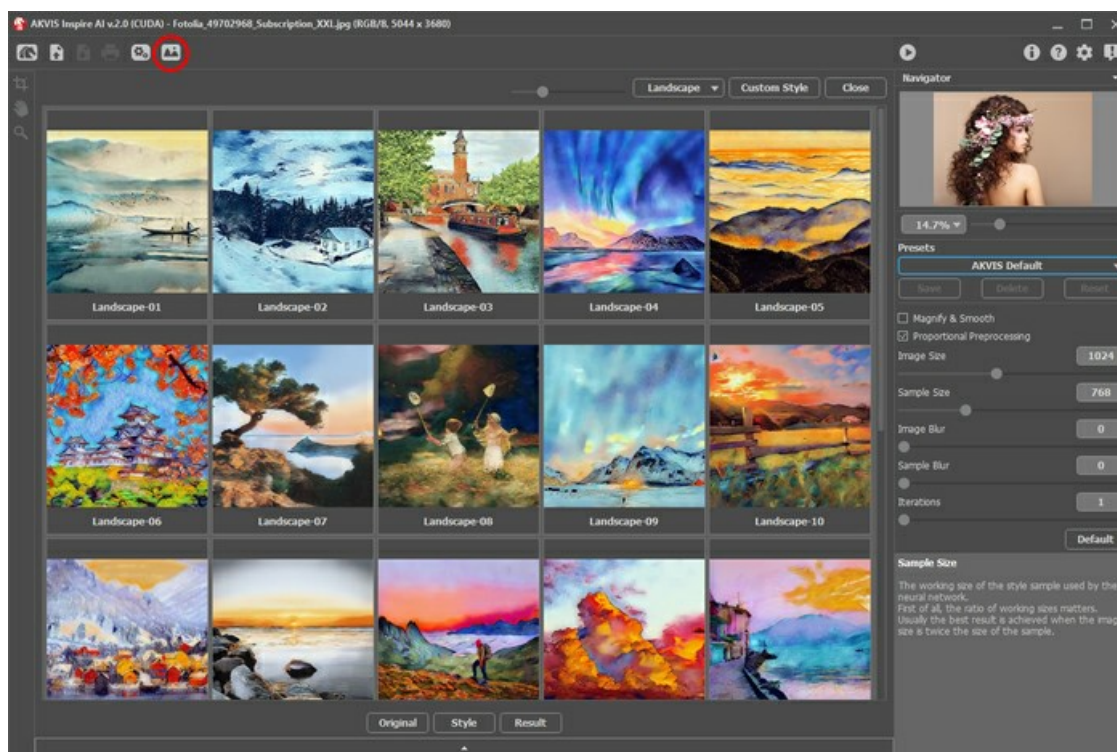 AKVIS Inspire AI v.2.0 (CUDA) - Fotolia_49702968_Subscription_XXL.jpg (RGB/8, 5044 x 3680)
Landscape
Custom Style
Close
Landscape-01
Landscape-02
Landscape-03
Landscape-04
Landscape-05
Landscape-06
Landscape-07
Landscape-08
Landscape-09
Landscape-10
Original
Style
Result
Navigator
14.7%
Presets
AKVIS Default
Save
Delete
Reset
Magnify & Smooth
Proportional Preprocessing
Image Size
1024
Sample Size
768
Image Blur
0
Sample Blur
0
Iterations
1
Default
Sample Size
The working size of the style sample used by the
neural network.
First of all, the ratio of working sizes matters.
Usually the best result is achieved when the imag
size is twice the size of the sample.